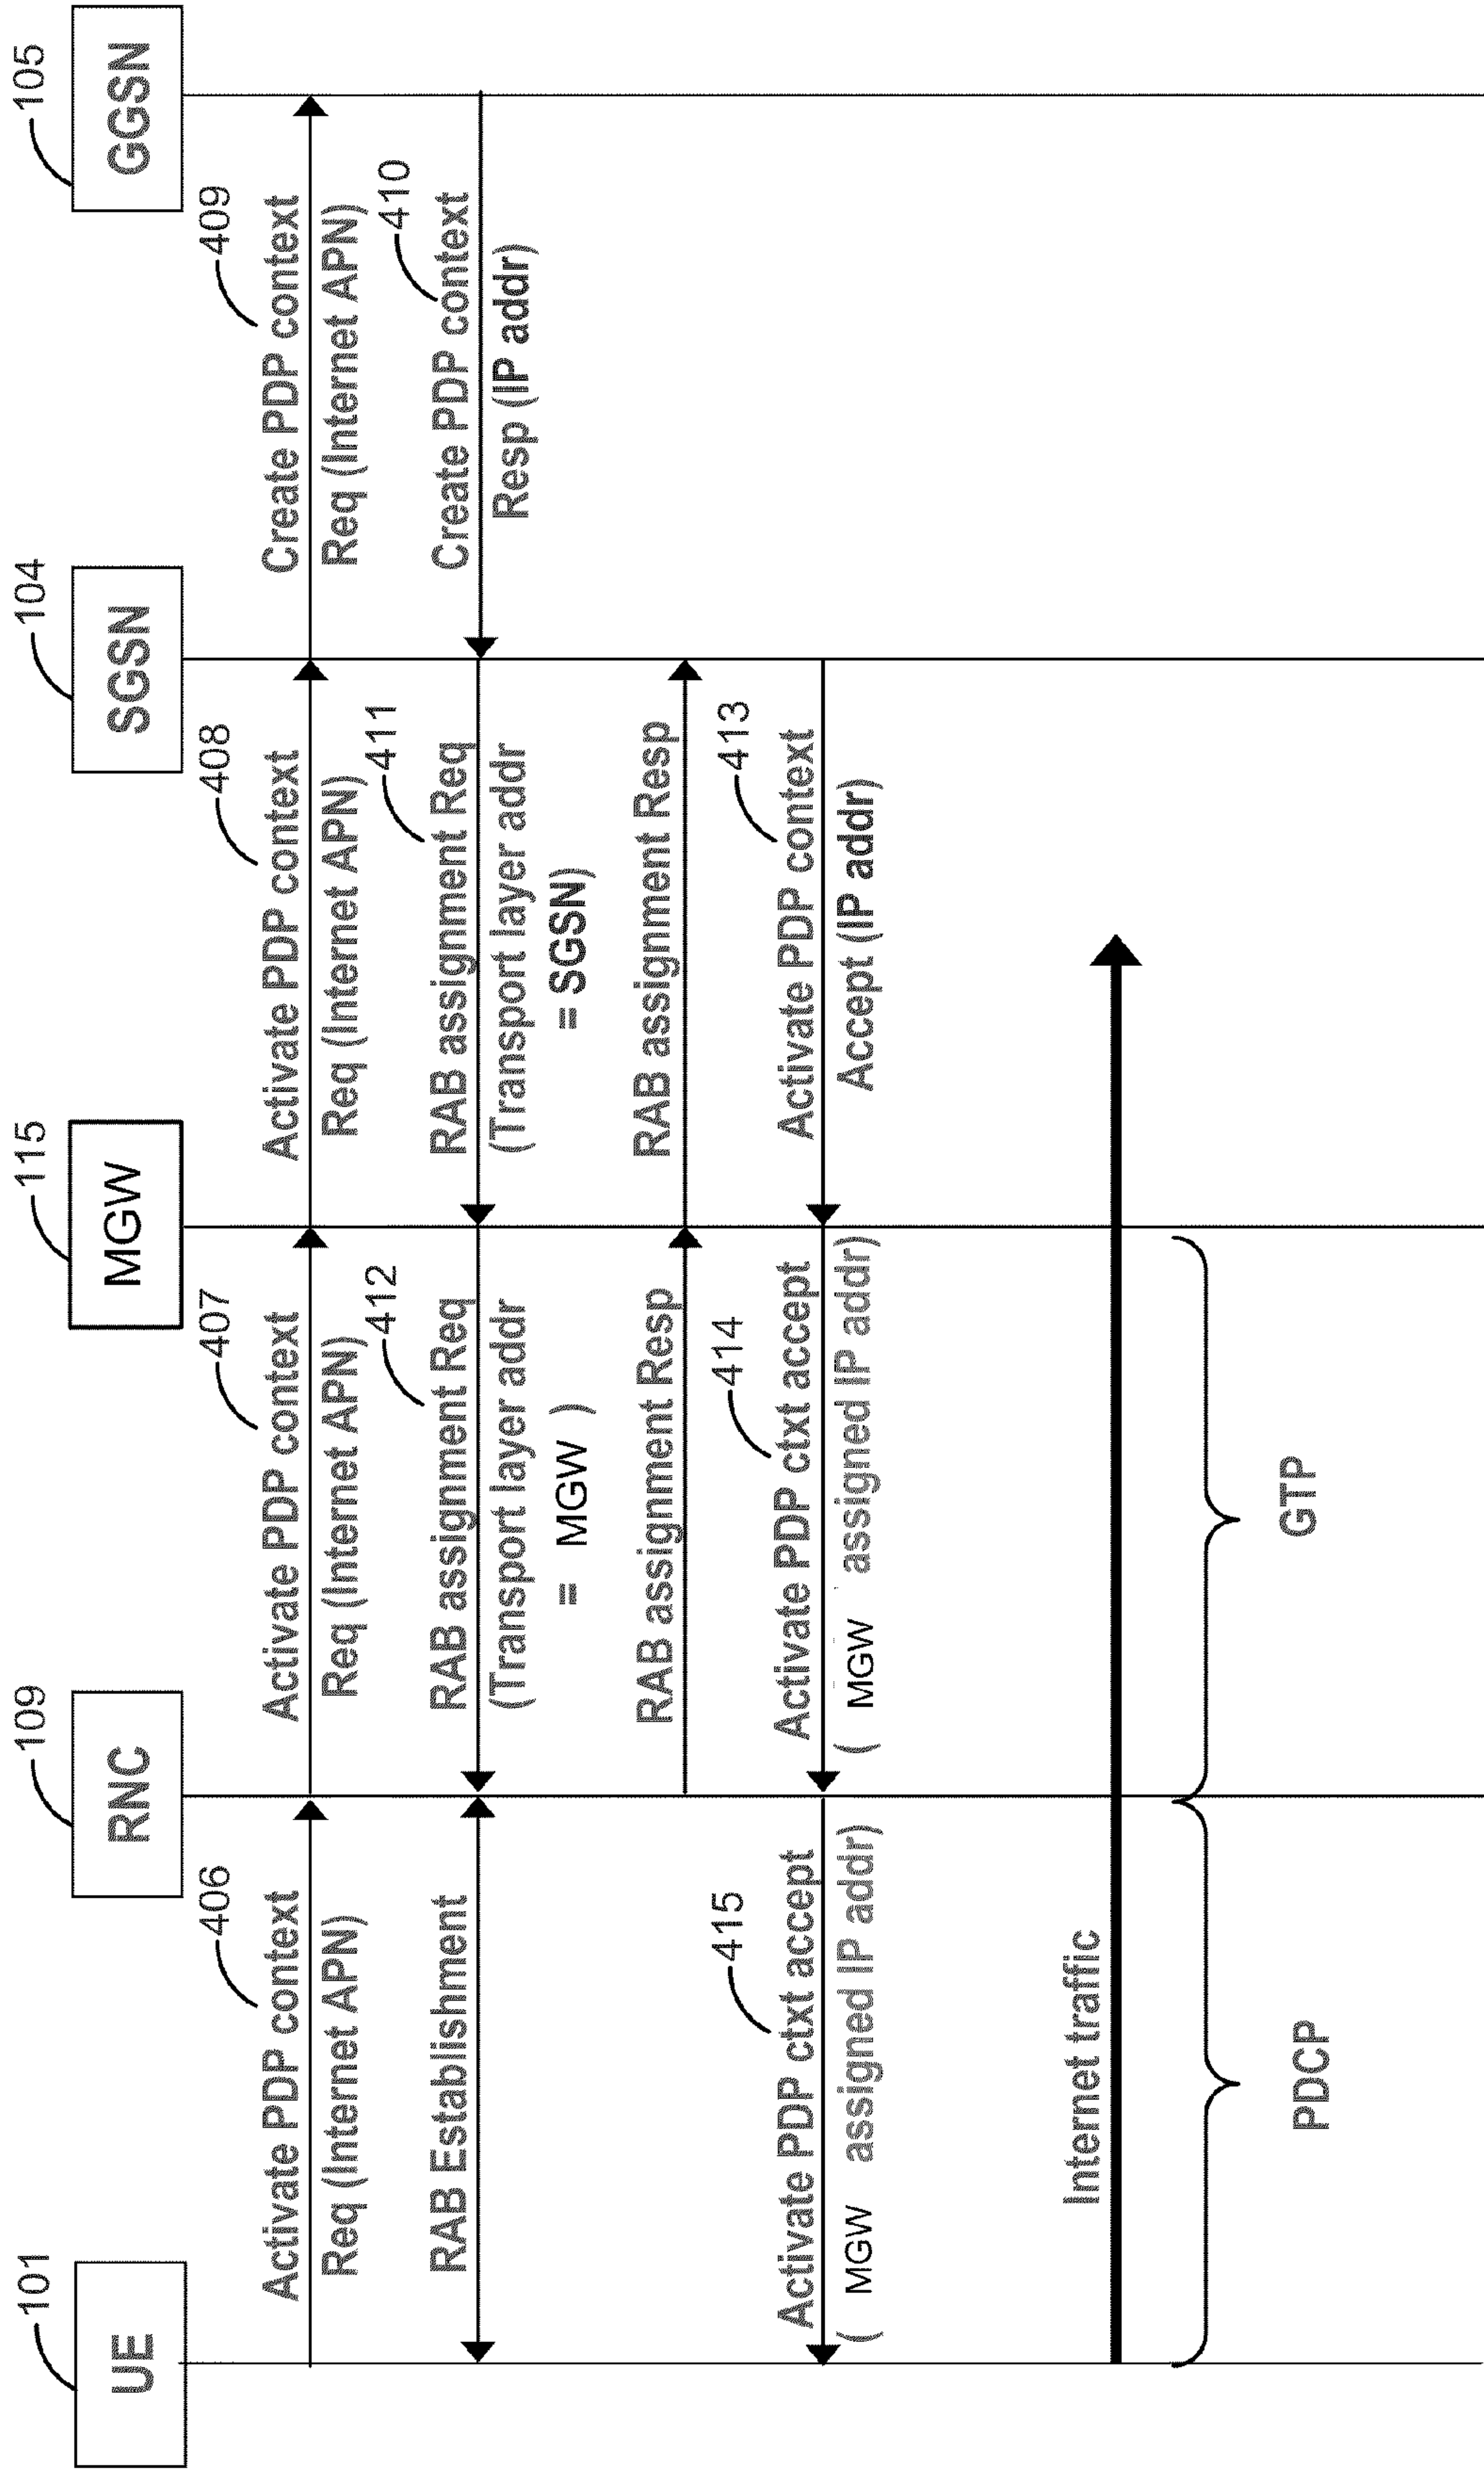 101
UE
109
RNC
115
MGW
104
SGSN
105
GGSN
406
Activate PDP context
Req (Internet APN)
407
Activate PDP context
Req (Internet APN)
408
Activate PDP context
Req (Internet APN)
409
Create PDP context
Req (Internet APN)
RAB Establishment
412
RAB assignment Req
(Transport layer addr
= MGW )
411
RAB assignment Req
(Transport layer addr
= SGSN)
410
Create PDP context
Resp (IP addr)
RAB assignment Resp
RAB assignment Resp
415
Activate PDP ctxt accept
( MGW assigned IP addr)
414
Activate PDP ctxt accept
( MGW assigned IP addr)
413
Activate PDP context
Accept (IP addr)
Internet traffic
PDCP
GTP